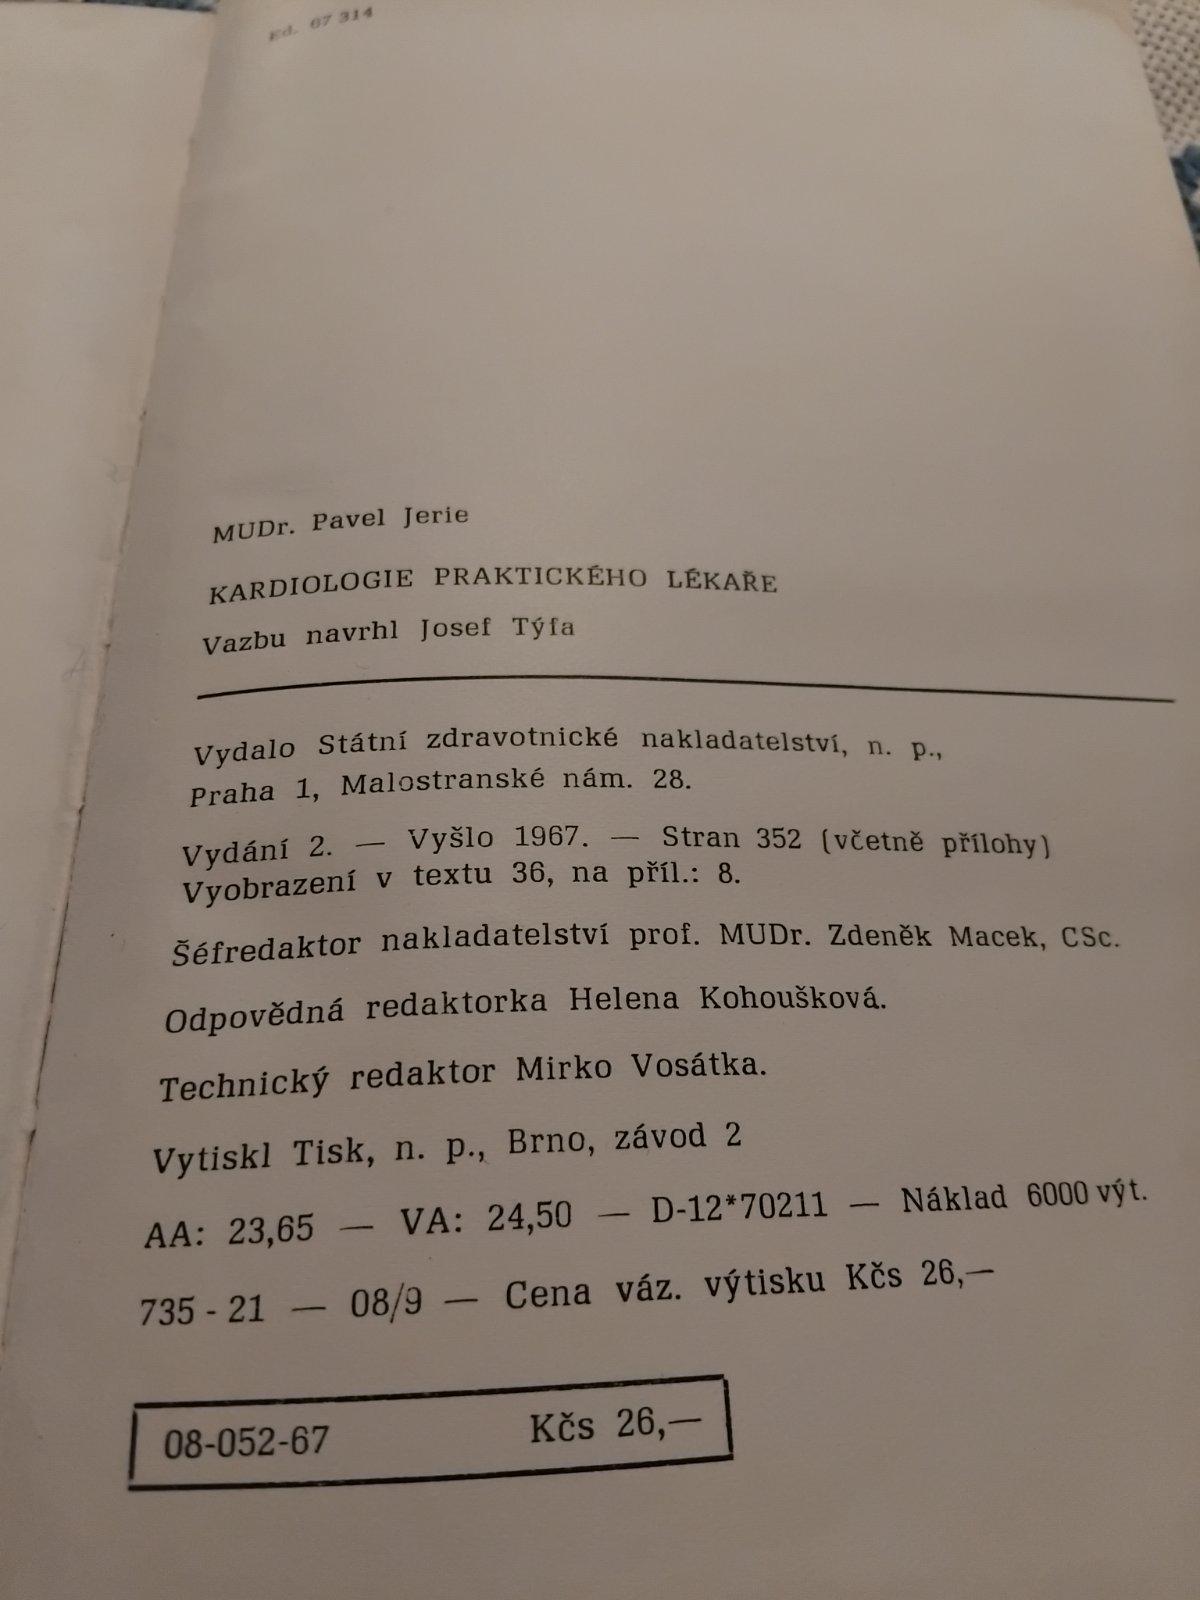 Ed. 67 314
MUDr. Pavel Jerie
KARDIOLOGIE PRAKTICKÉHO LÉKAŘE
Vazbu navrhl Josef Týfa
Vydalo Státní zdravotnické nakladatelství, n. p.,
Praha 1, Malostranské nám. 28.
Vydání 2. — Vyšlo 1967. — Stran 352 (včetně přílohy)
Vyobrazení v textu 36, na příl.: 8.
Šéfredaktor nakladatelství prof. MUDr. Zdeněk Macek, CSc.
Odpovědná redaktorka Helena Kohoušková.
Technický redaktor Mirko Vosátka.
Vytiskl Tisk, n. p., Brno, závod 2
AA: 23,65 — VA: 24,50 — D-12*70211 — Náklad 6000 výt.
735 - 21 — 08/9 — Cena váz. výtisku Kčs 26,—
08-052-67 Kčs 26,—